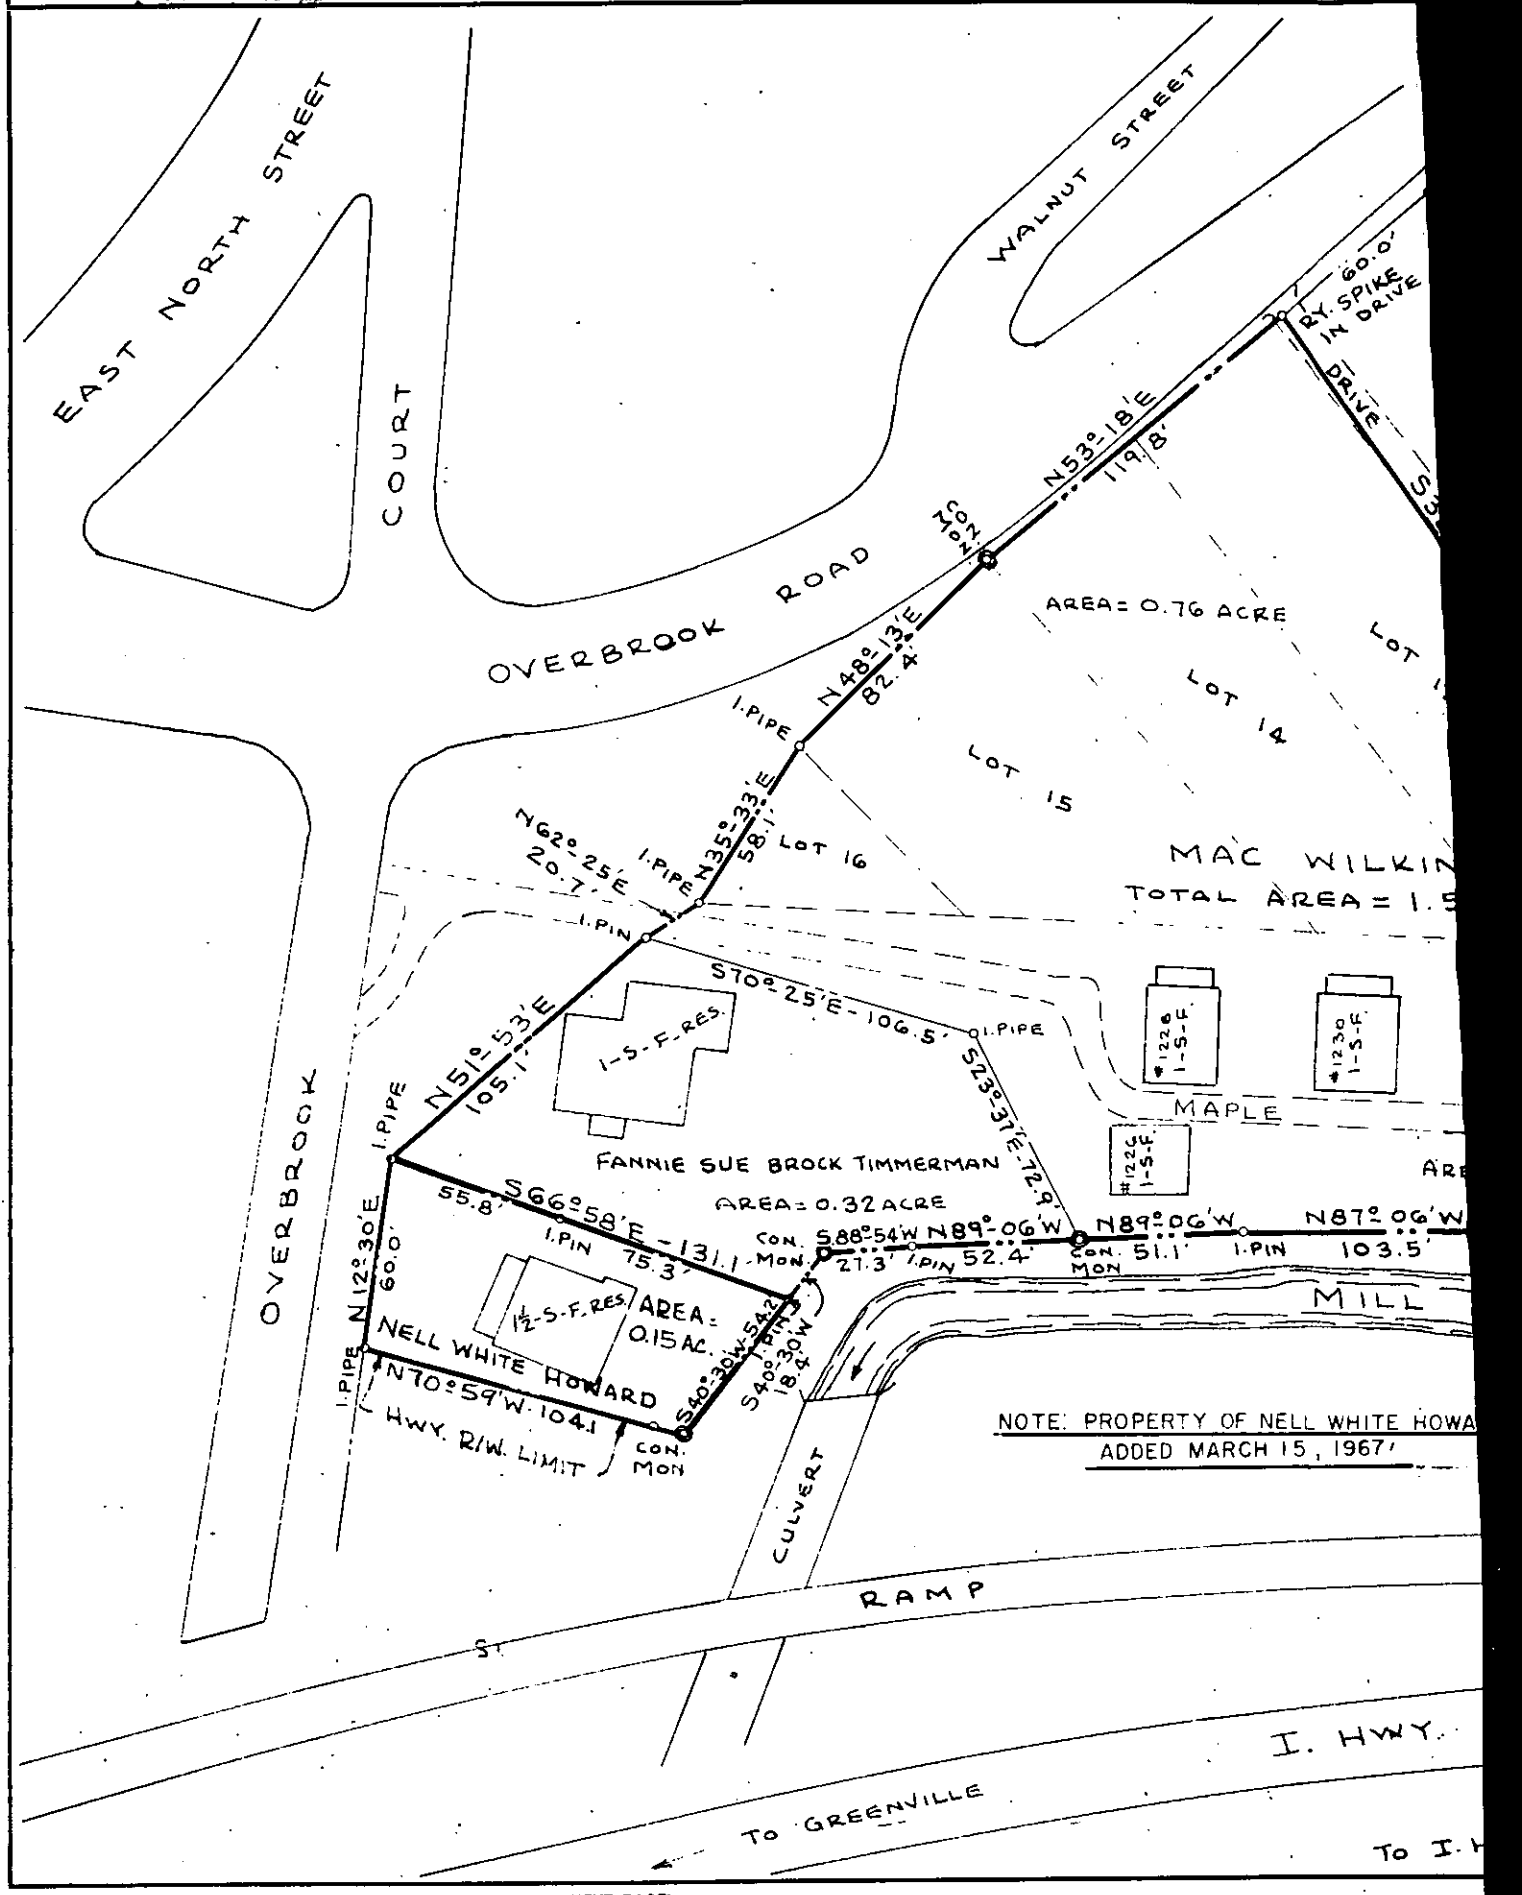 EAST NORTH STREET
COURT
WALNUT STREET
60.0'
RY. SPIKE
IN DRIVE
DRIVE
N53°-18'E
119.8'
CON.
MON.
OVERBROOK ROAD
AREA= 0.76 ACRE
N48°-13'E
82.4'
LOT
LOT 14
LOT 15
I.PIPE
N35°-33'E
58.1'
LOT 16
N62°-25'E
20.7'
I.PIPE
I.PIN
MAC WILKIN
TOTAL AREA = 1.5
S70°-25'E-106.5'
I.PIPE
1-S-F-RES.
N51°-53'E
105.1'
#1228
1-S-F.
#1230
1-S-F.
MAPLE
#1226
1-S-F.
S23°-37'E-72.9'
OVERBROOK
I.PIPE
FANNIE SUE BROCK TIMMERMAN
AREA= 0.32 ACRE
ARE
S66°-58'E-131.1
55.8'
I.PIN
75.3'
CON.
MON.
S.88°-54'W
27.3'
I.PIN
N89°-06'W
52.4'
CON.
MON
N89°-06'W
51.1'
I.PIN
N87°-06'W
103.5'
N12°-30'E
60.0'
1½-S-F.RES.
AREA=
0.15 AC.
I.PIN
S40°-30'W-54.2'
S40°-30'W
18.4'
MILL
NELL WHITE HOWARD
I.PIPE
N70°-59'W-104.1
HWY. R/W. LIMIT
CON.
MON
NOTE: PROPERTY OF NELL WHITE HOWA
ADDED MARCH 15, 1967
CULVERT
RAMP
I. HWY.
TO GREENVILLE
TO I. H